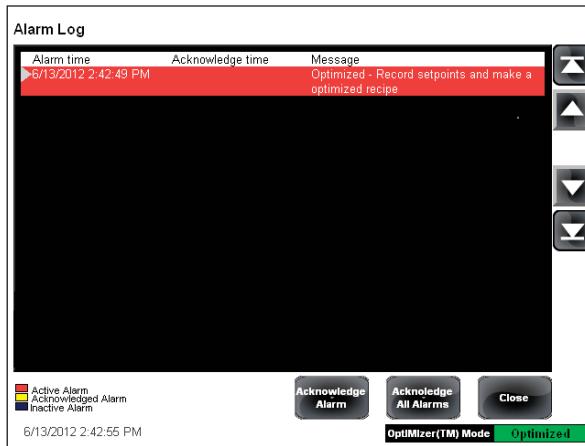 Alarm Log
Alarm time Acknowledge time Message
6/13/2012 2:42:49 PM Optimized - Record setpoints and make a
optimized recipe
Active Alarm
Acknowledged Alarm
Inactive Alarm
Acknowledge
Alarm
Acknoledge
All Alarms
Close
6/13/2012 2:42:55 PM
OptiMizer(TM) Mode Optimized